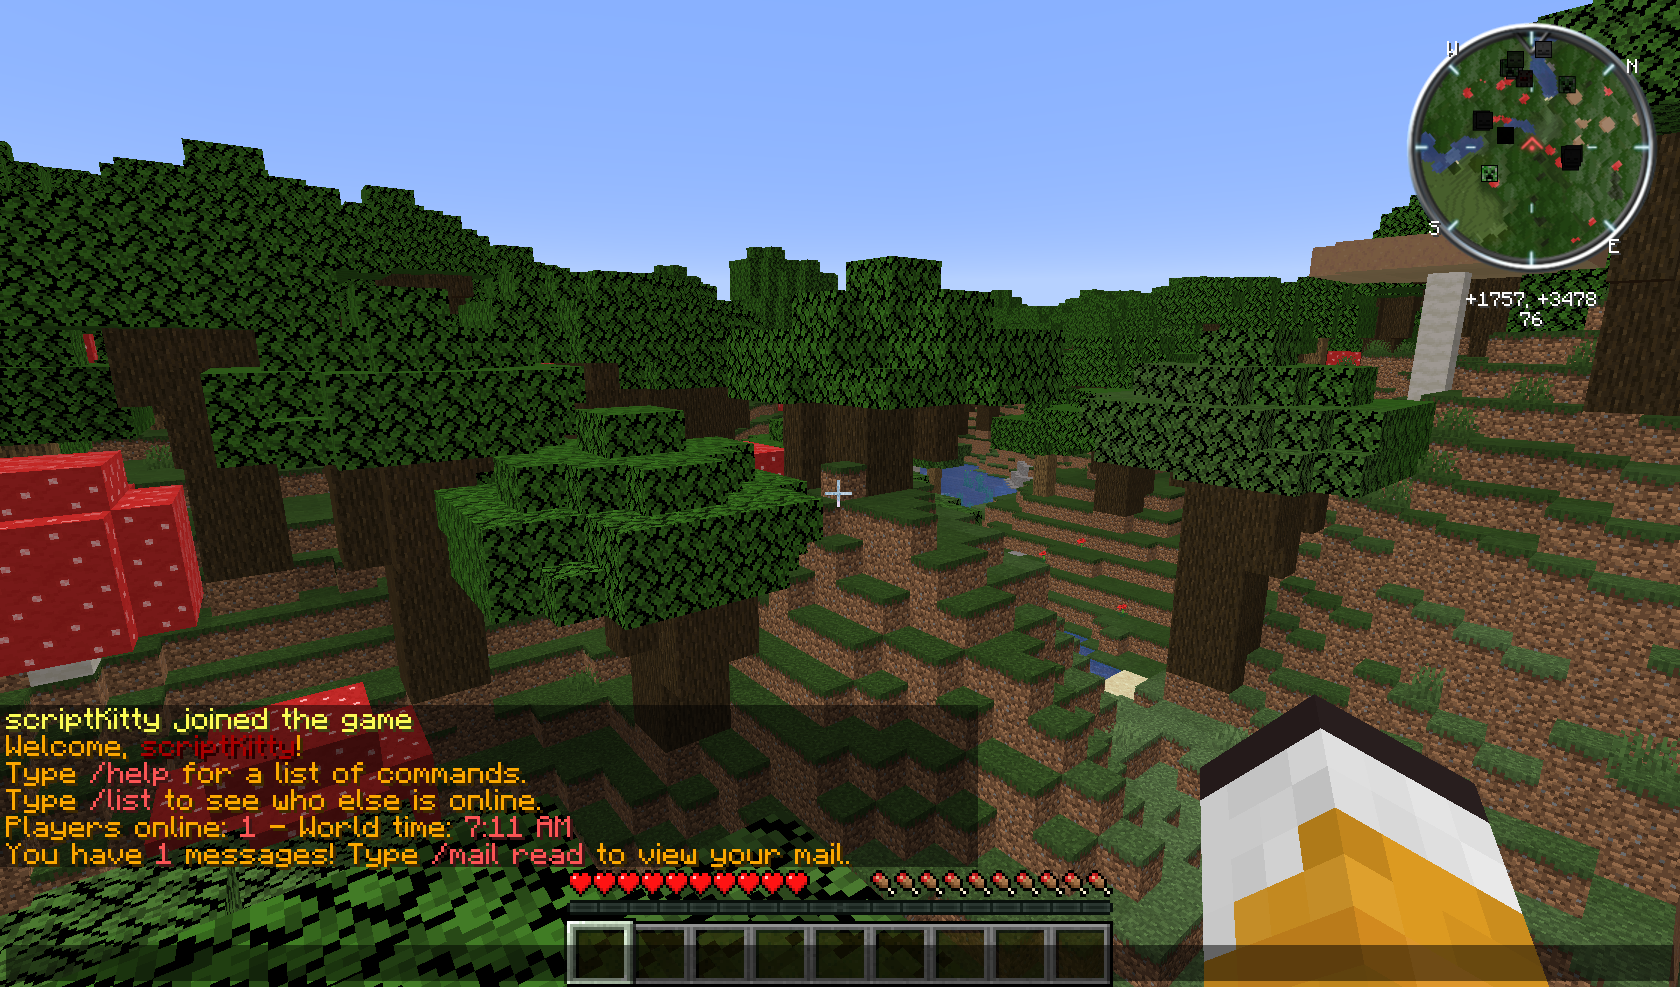 W
N
S
E
+1757, +3478
76
scriptKitty joined the game
Welcome, scriptKitty!
Type /help for a list of commands.
Type /list to see who else is online.
Players online: 1 - World time: 7:11 AM
You have 1 messages! Type /mail read to view your mail.